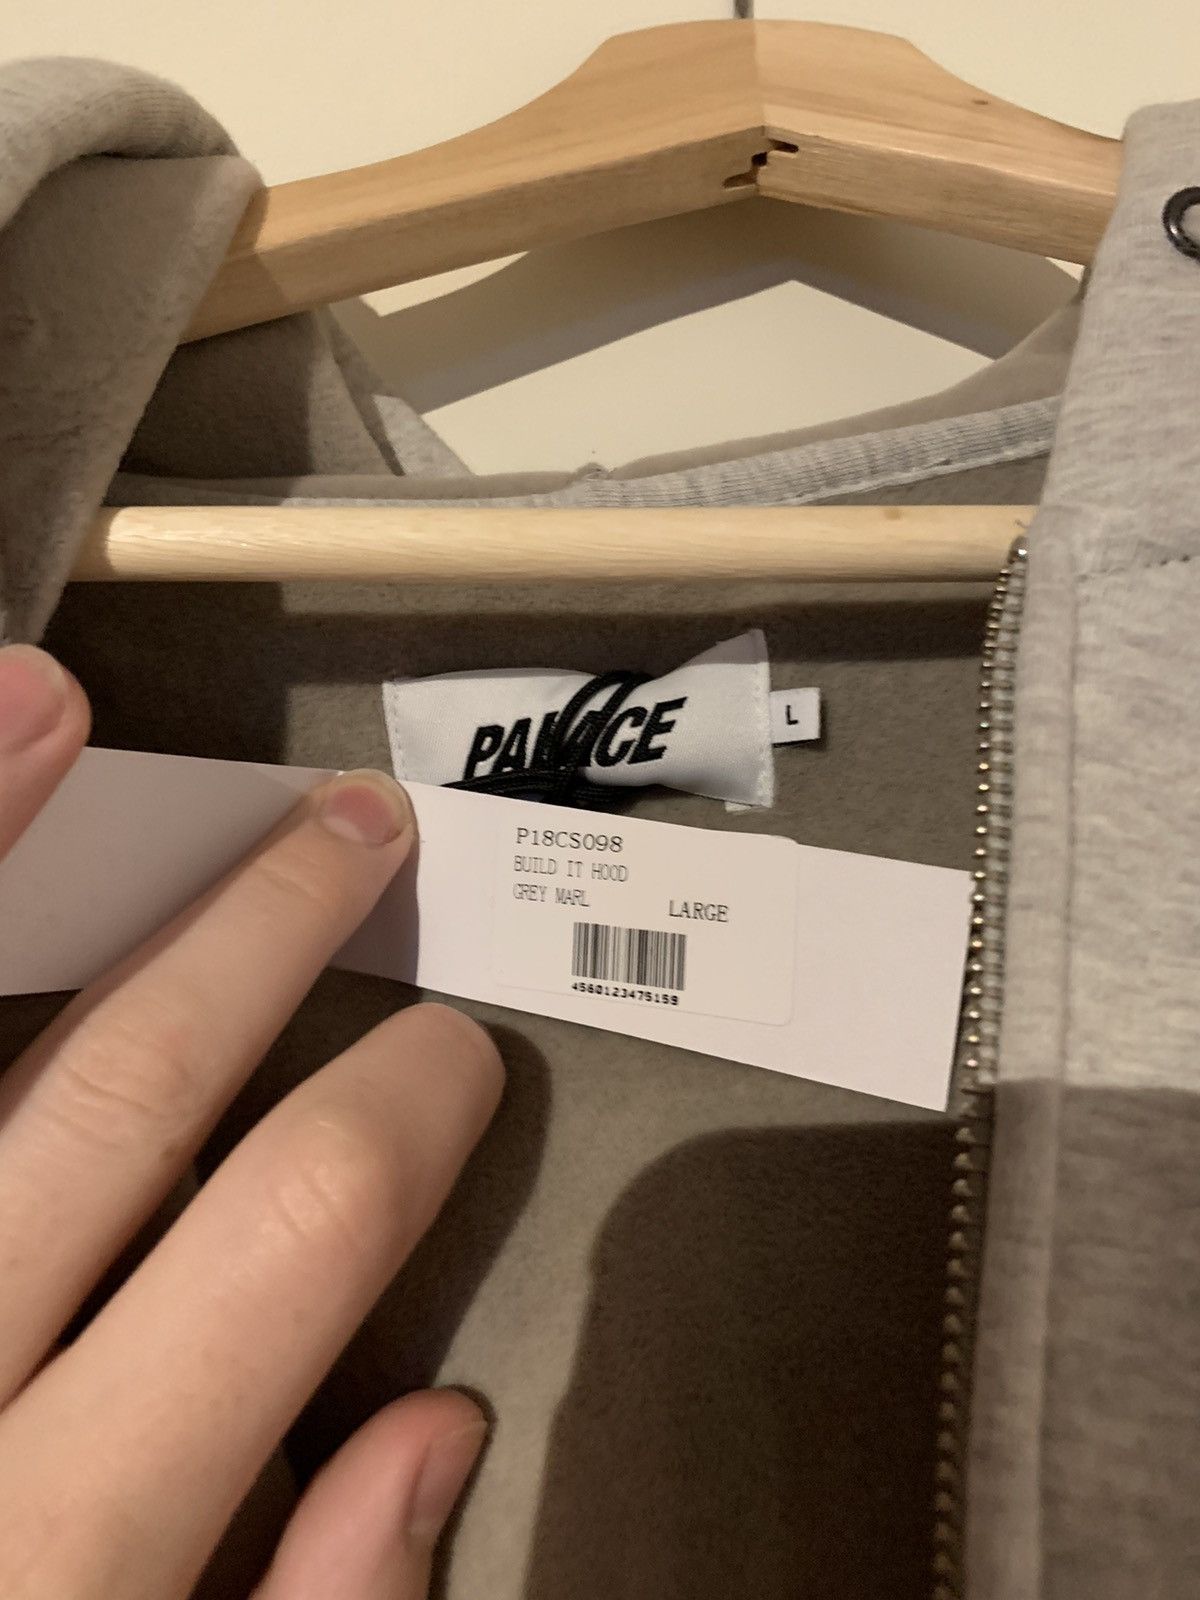 PALACE
L
P18CS098
BUILD IT HOOD
GREY MARL
LARGE
4560123475159